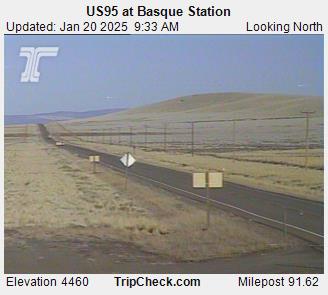 US95 at Basque Station
Updated: Jan 20 2025 9:33 AM Looking North
Elevation 4460 TripCheck.com Milepost 91.62